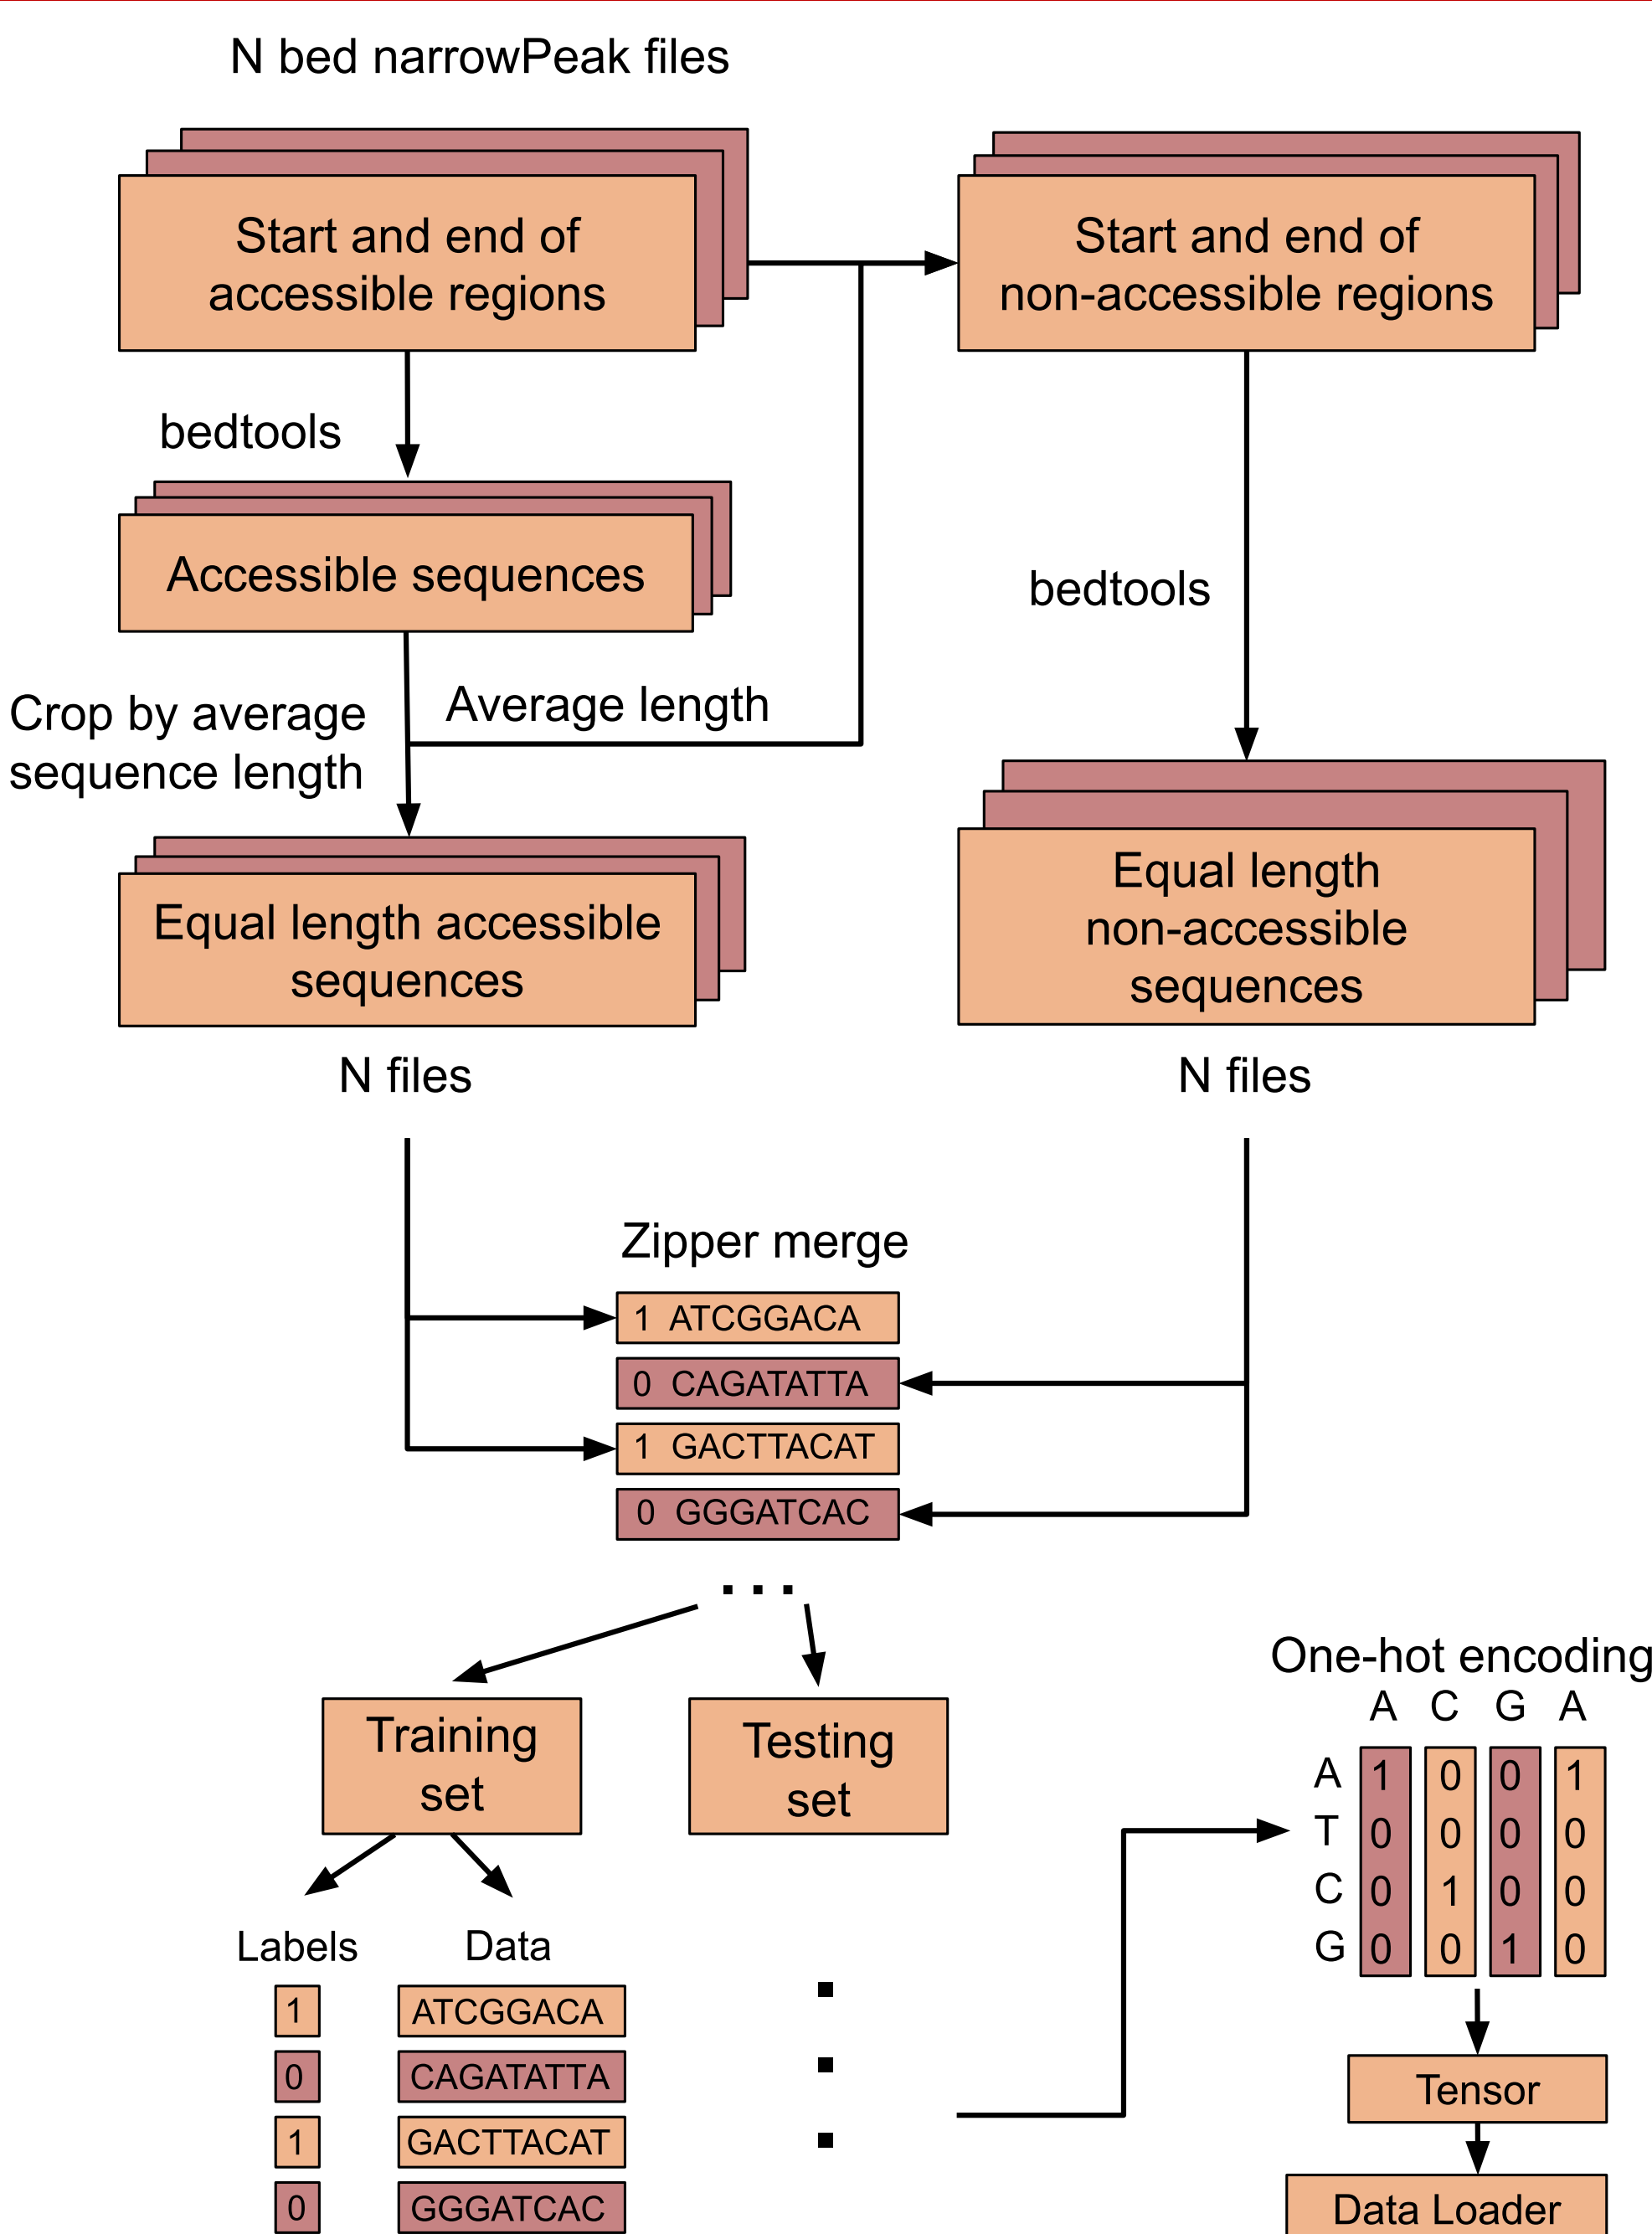 N bed narrowPeak files
Start and end of
accessible regions
Start and end of
non-accessible regions
bedtools
Accessible sequences
bedtools
Crop by average
sequence length
Average length
Equal length accessible
sequences
Equal length
non-accessible
sequences
N files
N files
Zipper merge
1 ATCGGACA
0 CAGATATTA
1 GACTTACAT
0 GGGATCAC
...
Training
set
Testing
set
Labels
Data
1 ATCGGACA
0 CAGATATTA
1 GACTTACAT
0 GGGATCAC
One-hot encoding
A C G A
A 1 0 0 1
T 0 0 0 0
C 0 1 0 0
G 0 0 1 0
Tensor
Data Loader